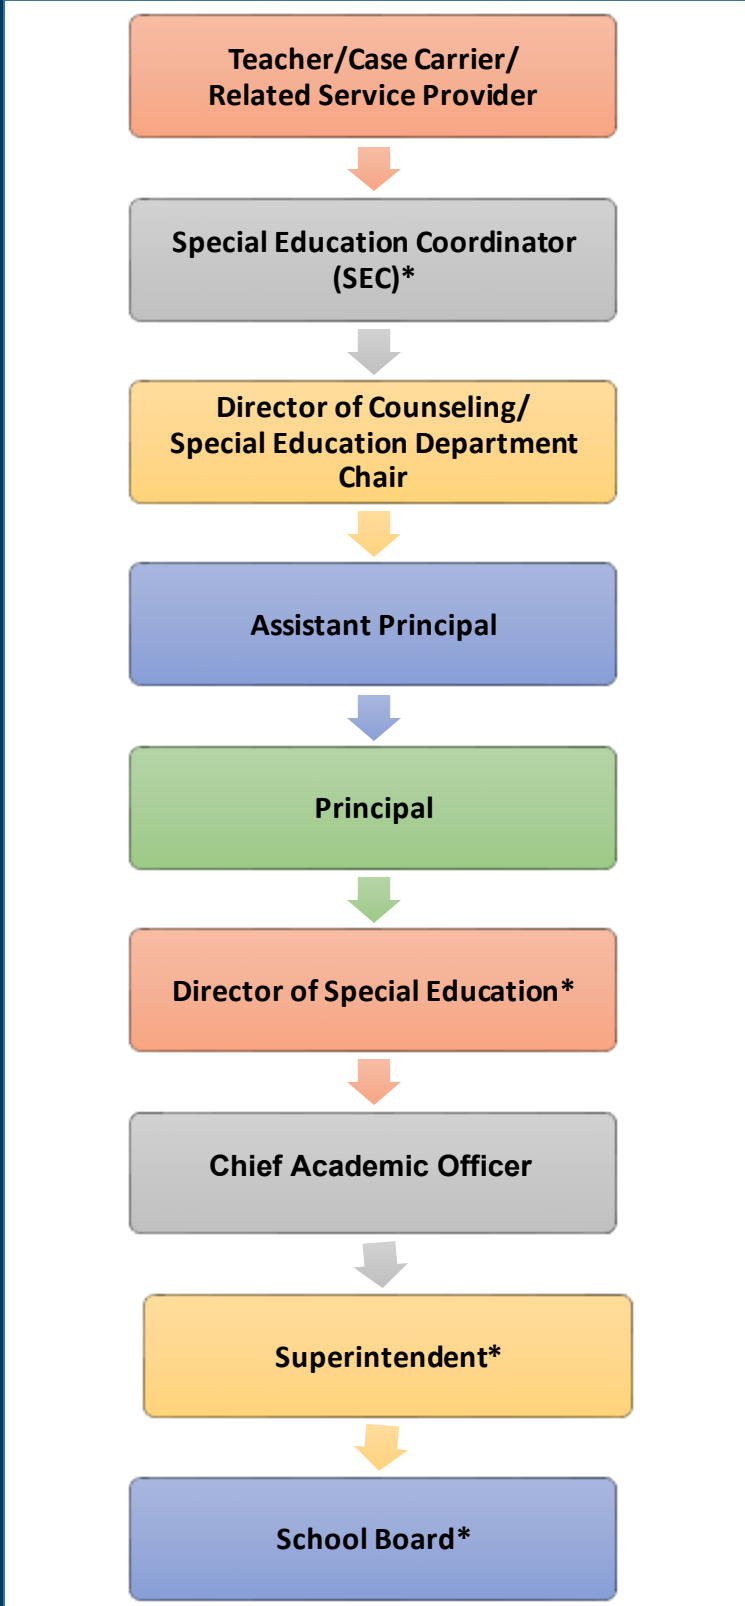 Teacher/Case Carrier/
Related Service Provider
Special Education Coordinator
(SEC)*
Director of Counseling/
Special Education Department
Chair
Assistant Principal
Principal
Director of Special Education*
Chief Academic Officer
Superintendent*
School Board*